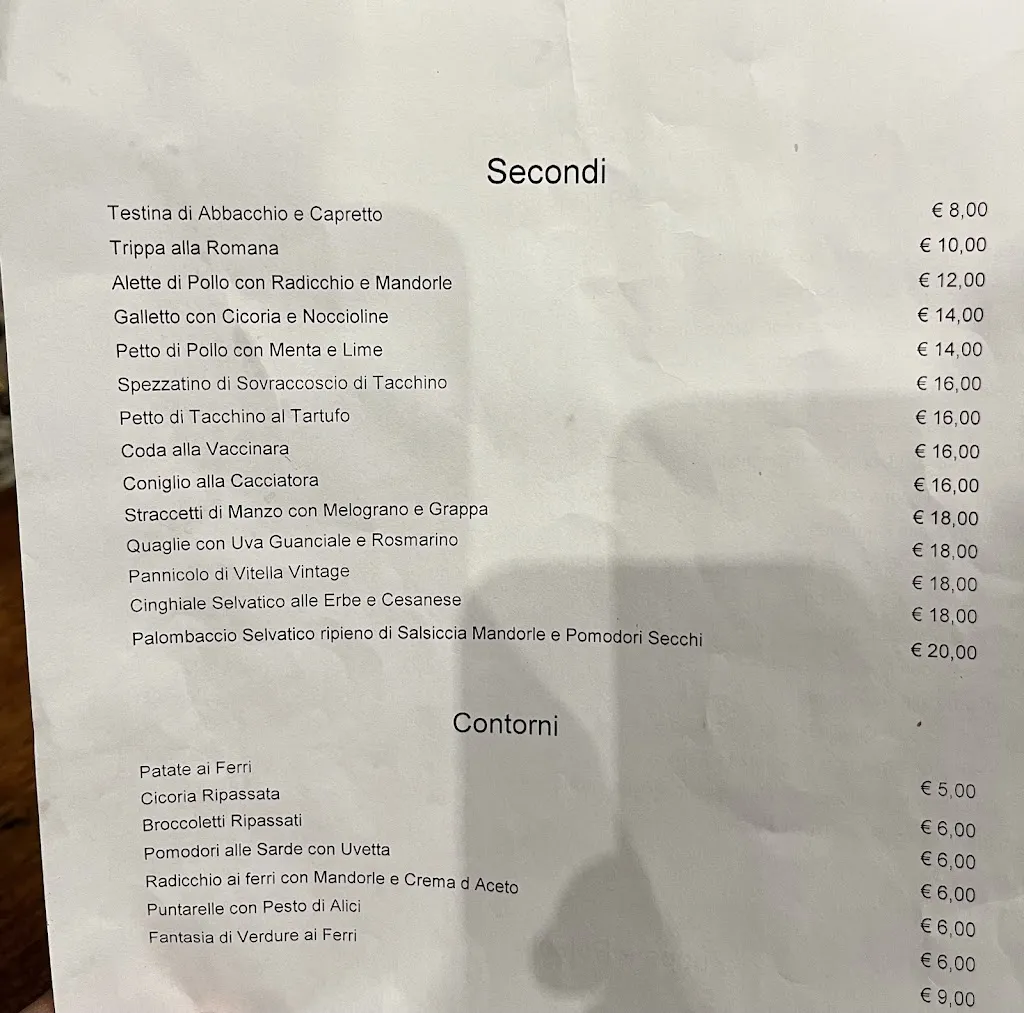 Secondi
Testina di Abbacchio e Capretto € 8,00
Trippa alla Romana € 10,00
Alette di Pollo con Radicchio e Mandorle € 12,00
Galletto con Cicoria e Noccioline € 14,00
Petto di Pollo con Menta e Lime € 14,00
Spezzatino di Sovraccoscio di Tacchino € 16,00
Petto di Tacchino al Tartufo € 16,00
Coda alla Vaccinara € 16,00
Coniglio alla Cacciatora € 16,00
Straccetti di Manzo con Melograno e Grappa € 18,00
Quaglie con Uva Guanciale e Rosmarino € 18,00
Pannicolo di Vitella Vintage € 18,00
Cinghiale Selvatico alle Erbe e Cesanese € 18,00
Palombaccio Selvatico ripieno di Salsiccia Mandorle e Pomodori Secchi € 20,00
Contorni
Patate ai Ferri € 5,00
Cicoria Ripassata € 6,00
Broccoletti Ripassati € 6,00
Pomodori alle Sarde con Uvetta € 6,00
Radicchio ai ferri con Mandorle e Crema d Aceto € 6,00
Puntarelle con Pesto di Alici € 6,00
Fantasia di Verdure ai Ferri € 9,00